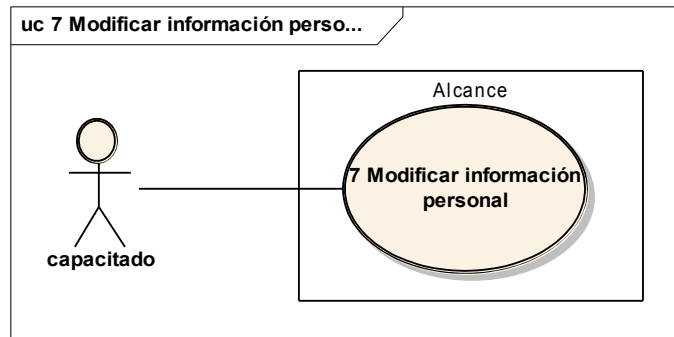 uc 7 Modificar información perso...
Alcance
7 Modificar información
personal
capacitado